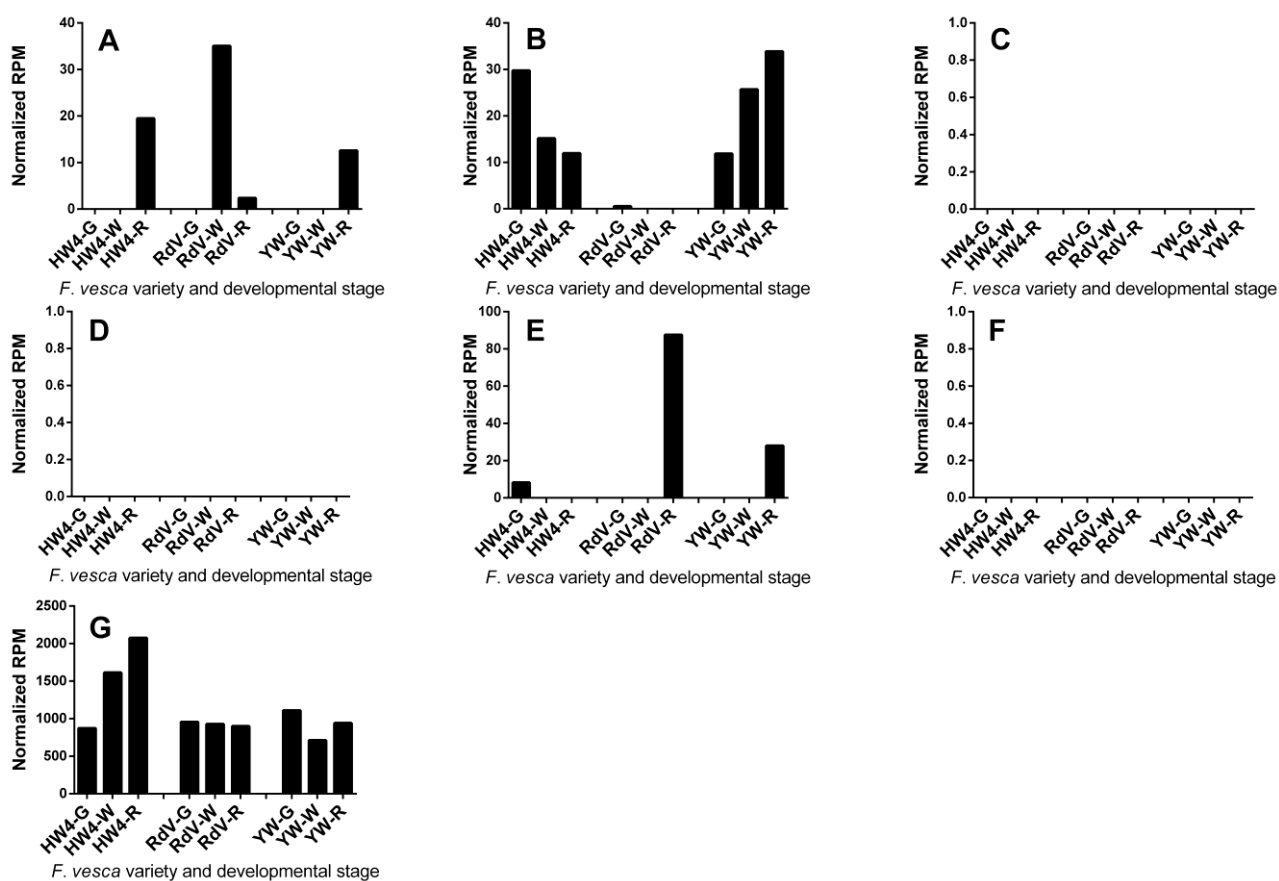 A
Normalized RPM
40
30
20
10
0
HW4-G
HW4-W
HW4-R
RdV-G
RdV-W
RdV-R
YW-G
YW-W
YW-R
F. vesca variety and developmental stage
B
Normalized RPM
40
30
20
10
0
HW4-G
HW4-W
HW4-R
RdV-G
RdV-W
RdV-R
YW-G
YW-W
YW-R
F. vesca variety and developmental stage
C
Normalized RPM
1.0
0.8
0.6
0.4
0.2
0.0
HW4-G
HW4-W
HW4-R
RdV-G
RdV-W
RdV-R
YW-G
YW-W
YW-R
F. vesca variety and developmental stage
D
Normalized RPM
1.0
0.8
0.6
0.4
0.2
0.0
HW4-G
HW4-W
HW4-R
RdV-G
RdV-W
RdV-R
YW-G
YW-W
YW-R
F. vesca variety and developmental stage
E
Normalized RPM
100
80
60
40
20
0
HW4-G
HW4-W
HW4-R
RdV-G
RdV-W
RdV-R
YW-G
YW-W
YW-R
F. vesca variety and developmental stage
F
Normalized RPM
1.0
0.8
0.6
0.4
0.2
0.0
HW4-G
HW4-W
HW4-R
RdV-G
RdV-W
RdV-R
YW-G
YW-W
YW-R
F. vesca variety and developmental stage
G
Normalized RPM
2500
2000
1500
1000
500
0
HW4-G
HW4-W
HW4-R
RdV-G
RdV-W
RdV-R
YW-G
YW-W
YW-R
F. vesca variety and developmental stage